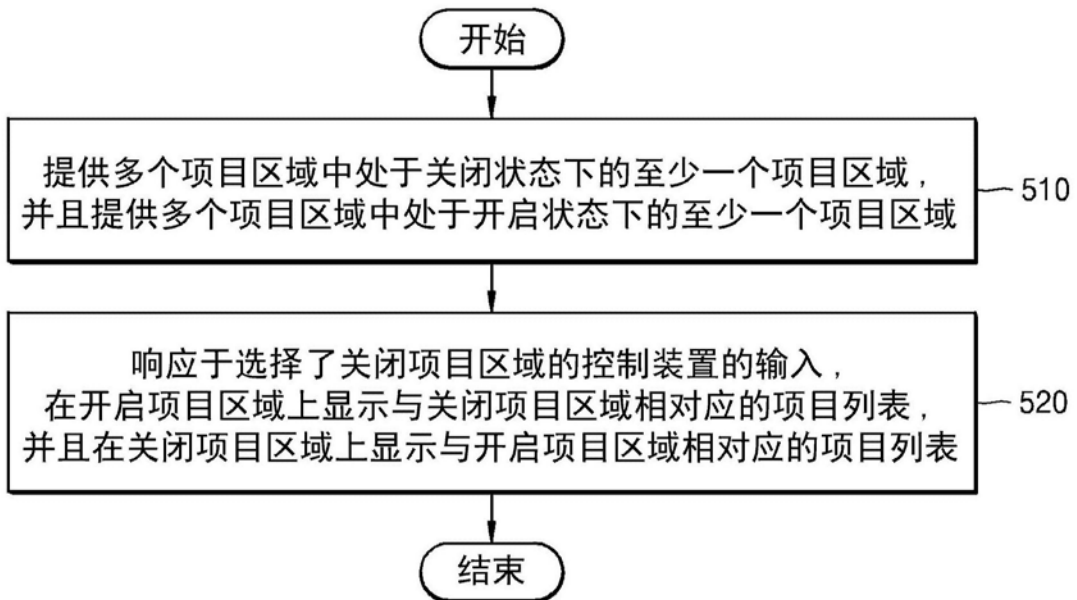 开始
提供多个项目区域中处于关闭状态下的至少一个项目区域，
并且提供多个项目区域中处于开启状态下的至少一个项目区域
510
响应于选择了关闭项目区域的控制装置的输入，
在开启项目区域上显示与关闭项目区域相对应的项目列表，
并且在关闭项目区域上显示与开启项目区域相对应的项目列表
520
结束